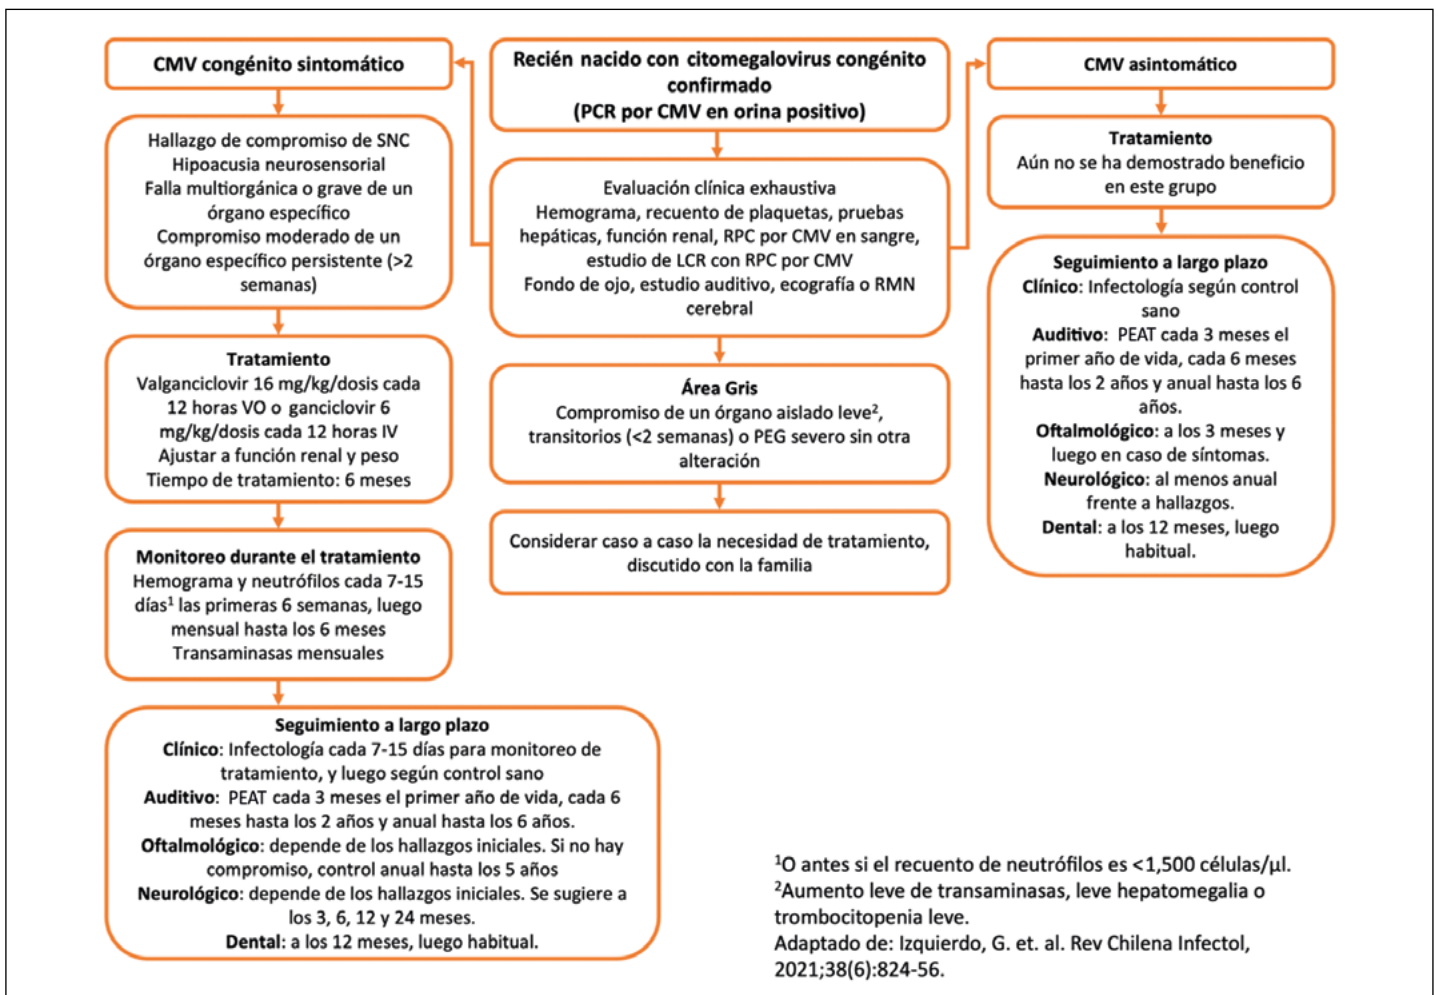 CMV congénito sintomático
Hallazgo de compromiso de SNC
Hipoacusia neurosensorial
Falla multiorgánica o grave de un
órgano específico
Compromiso moderado de un
órgano específico persistente (>2
semanas)
Tratamiento
Valganciclovir 16 mg/kg/dosis cada
12 horas VO o ganciclovir 6
mg/kg/dosis cada 12 horas IV
Ajustar a función renal y peso
Tiempo de tratamiento: 6 meses
Monitoreo durante el tratamiento
Hemograma y neutrófilos cada 7-15
días¹ las primeras 6 semanas, luego
mensual hasta los 6 meses
Transaminasas mensuales
Seguimiento a largo plazo
Clínico: Infectología cada 7-15 días para monitoreo de
tratamiento, y luego según control sano
Auditivo: PEAT cada 3 meses el primer año de vida, cada 6
meses hasta los 2 años y anual hasta los 6 años.
Oftalmológico: depende de los hallazgos iniciales. Si no hay
compromiso, control anual hasta los 5 años
Neurológico: depende de los hallazgos iniciales. Se sugiere a
los 3, 6, 12 y 24 meses.
Dental: a los 12 meses, luego habitual.
Recién nacido con citomegalovirus congénito
confirmado
(PCR por CMV en orina positivo)
Evaluación clínica exhaustiva
Hemograma, recuento de plaquetas, pruebas
hepáticas, función renal, RPC por CMV en sangre,
estudio de LCR con RPC por CMV
Fondo de ojo, estudio auditivo, ecografía o RMN
cerebral
Área Gris
Compromiso de un órgano aislado leve²,
transitorios (<2 semanas) o PEG severo sin otra
alteración
Considerar caso a caso la necesidad de tratamiento,
discutido con la familia
CMV asintomático
Tratamiento
Aún no se ha demostrado beneficio
en este grupo
Seguimiento a largo plazo
Clínico: Infectología según control
sano
Auditivo: PEAT cada 3 meses el
primer año de vida, cada 6 meses
hasta los 2 años y anual hasta los 6
años.
Oftalmológico: a los 3 meses y
luego en caso de síntomas.
Neurológico: al menos anual
frente a hallazgos.
Dental: a los 12 meses, luego
habitual.
¹O antes si el recuento de neutrófilos es <1,500 células/µl.
²Aumento leve de transaminasas, leve hepatomegalia o
trombocitopenia leve.
Adaptado de: Izquierdo, G. et. al. Rev Chilena Infectol,
2021;38(6):824-56.